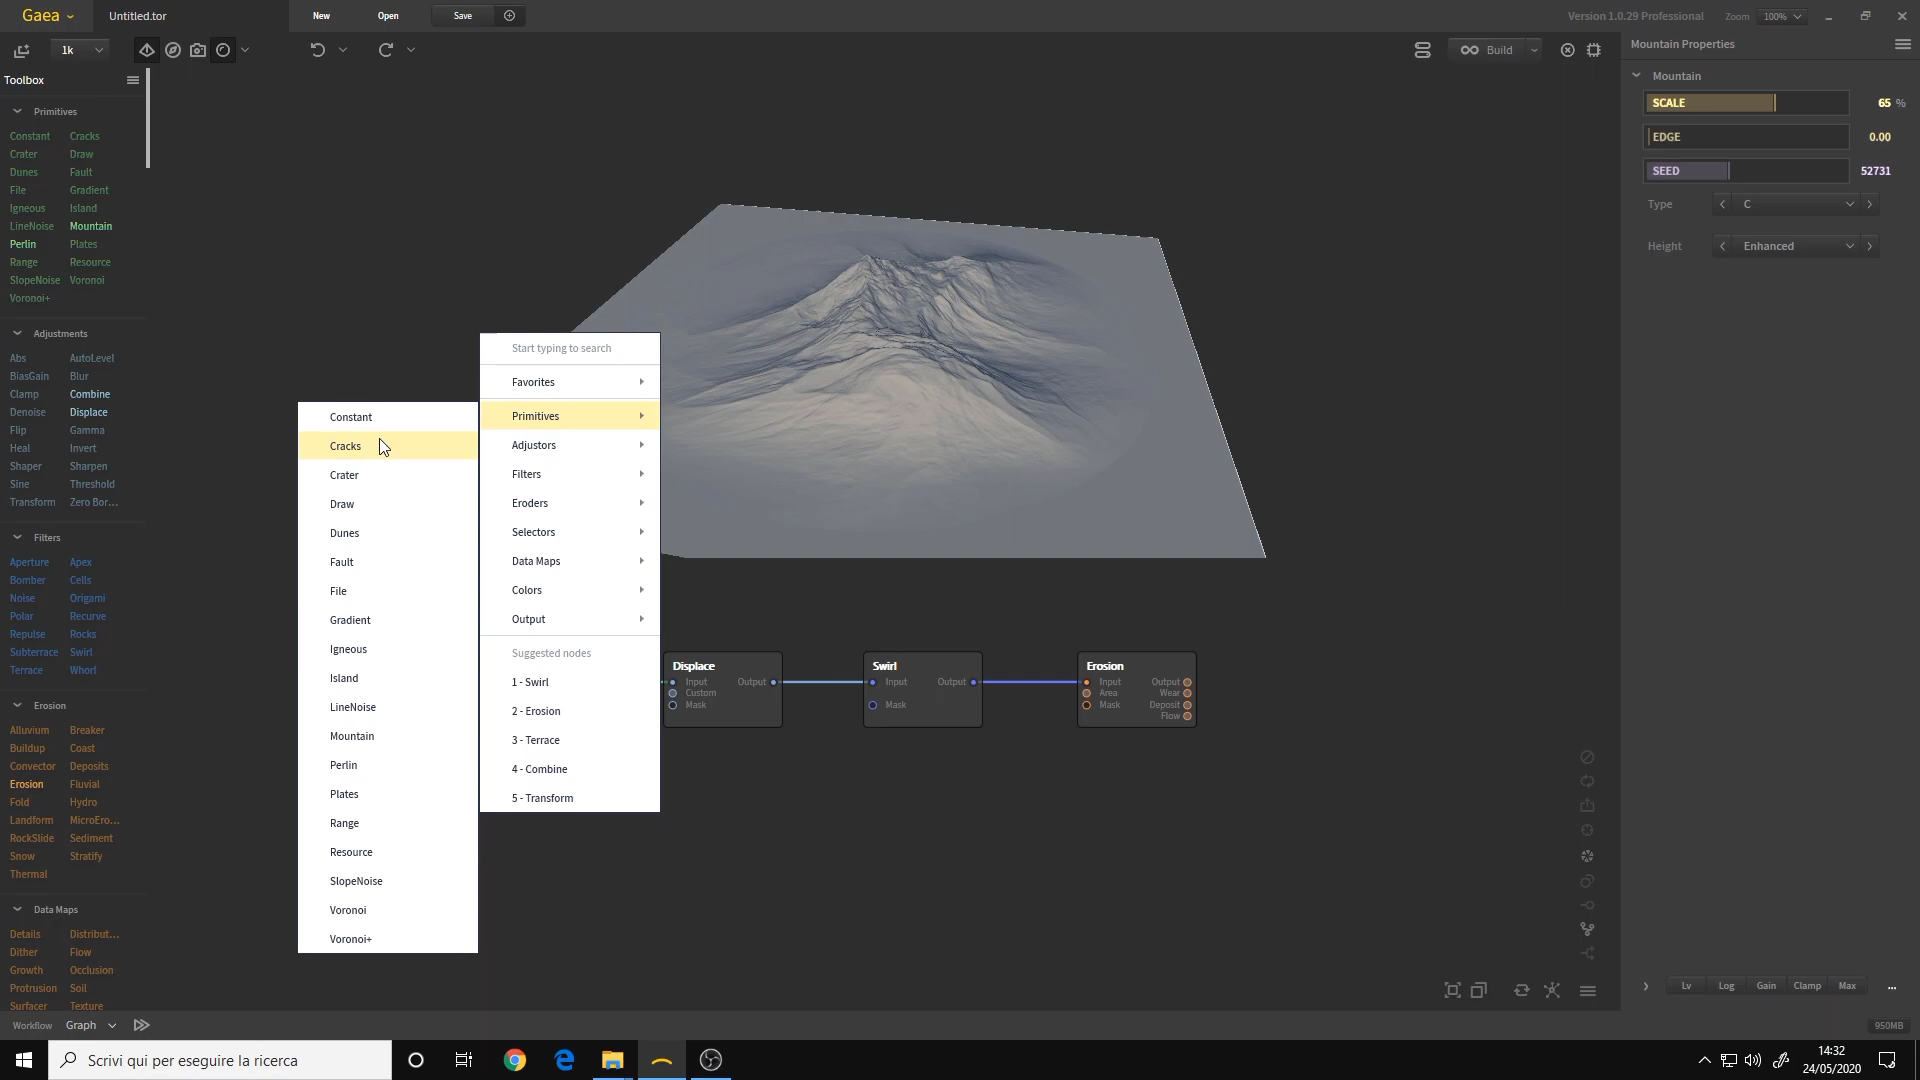 Gaea
Untitled.tor
New
Open
Save
Version 1.0.29 Professional
Zoom
100%
1k
Build
Toolbox
Primitives
Constant Cracks
Crater Draw
Dunes Fault
File Gradient
Igneous Island
LineNoise Mountain
Perlin Plates
Range Resource
SlopeNoise Voronoi
Voronoi+
Adjustments
Abs AutoLevel
BiasGain Blur
Clamp Combine
Denoise Displace
Flip Gamma
Heal Invert
Shaper Sharpen
Sine Threshold
Transform Zero Bor...
Filters
Aperture Apex
Bomber Cells
Noise Origami
Polar Recurve
Repulse Rocks
Subterrace Swirl
Terrace Whorl
Erosion
Alluvium Breaker
Buildup Coast
Convector Deposits
Erosion Fluvial
Fold Hydro
Landform MicroEro...
RockSlide Sediment
Snow Stratify
Thermal
Data Maps
Details Distribut...
Dither Flow
Growth Occlusion
Protrusion Soil
Surfacer Texture
Workflow Graph
Constant
Cracks
Crater
Draw
Dunes
Fault
File
Gradient
Igneous
Island
LineNoise
Mountain
Perlin
Plates
Range
Resource
SlopeNoise
Voronoi
Voronoi+
Start typing to search
Favorites
Primitives
Adjustors
Filters
Eroders
Selectors
Data Maps
Colors
Output
Suggested nodes
1 - Swirl
2 - Erosion
3 - Terrace
4 - Combine
5 - Transform
Displace
Input Output
Custom
Mask
Swirl
Input Output
Mask
Erosion
Input Output
Area Wear
Mask Deposit
Flow
Mountain Properties
Mountain
SCALE 65 %
EDGE 0.00
SEED 52731
Type C
Height Enhanced
Lv Log Gain Clamp Max ...
950MB
Scrivi qui per eseguire la ricerca
14:32
24/05/2020